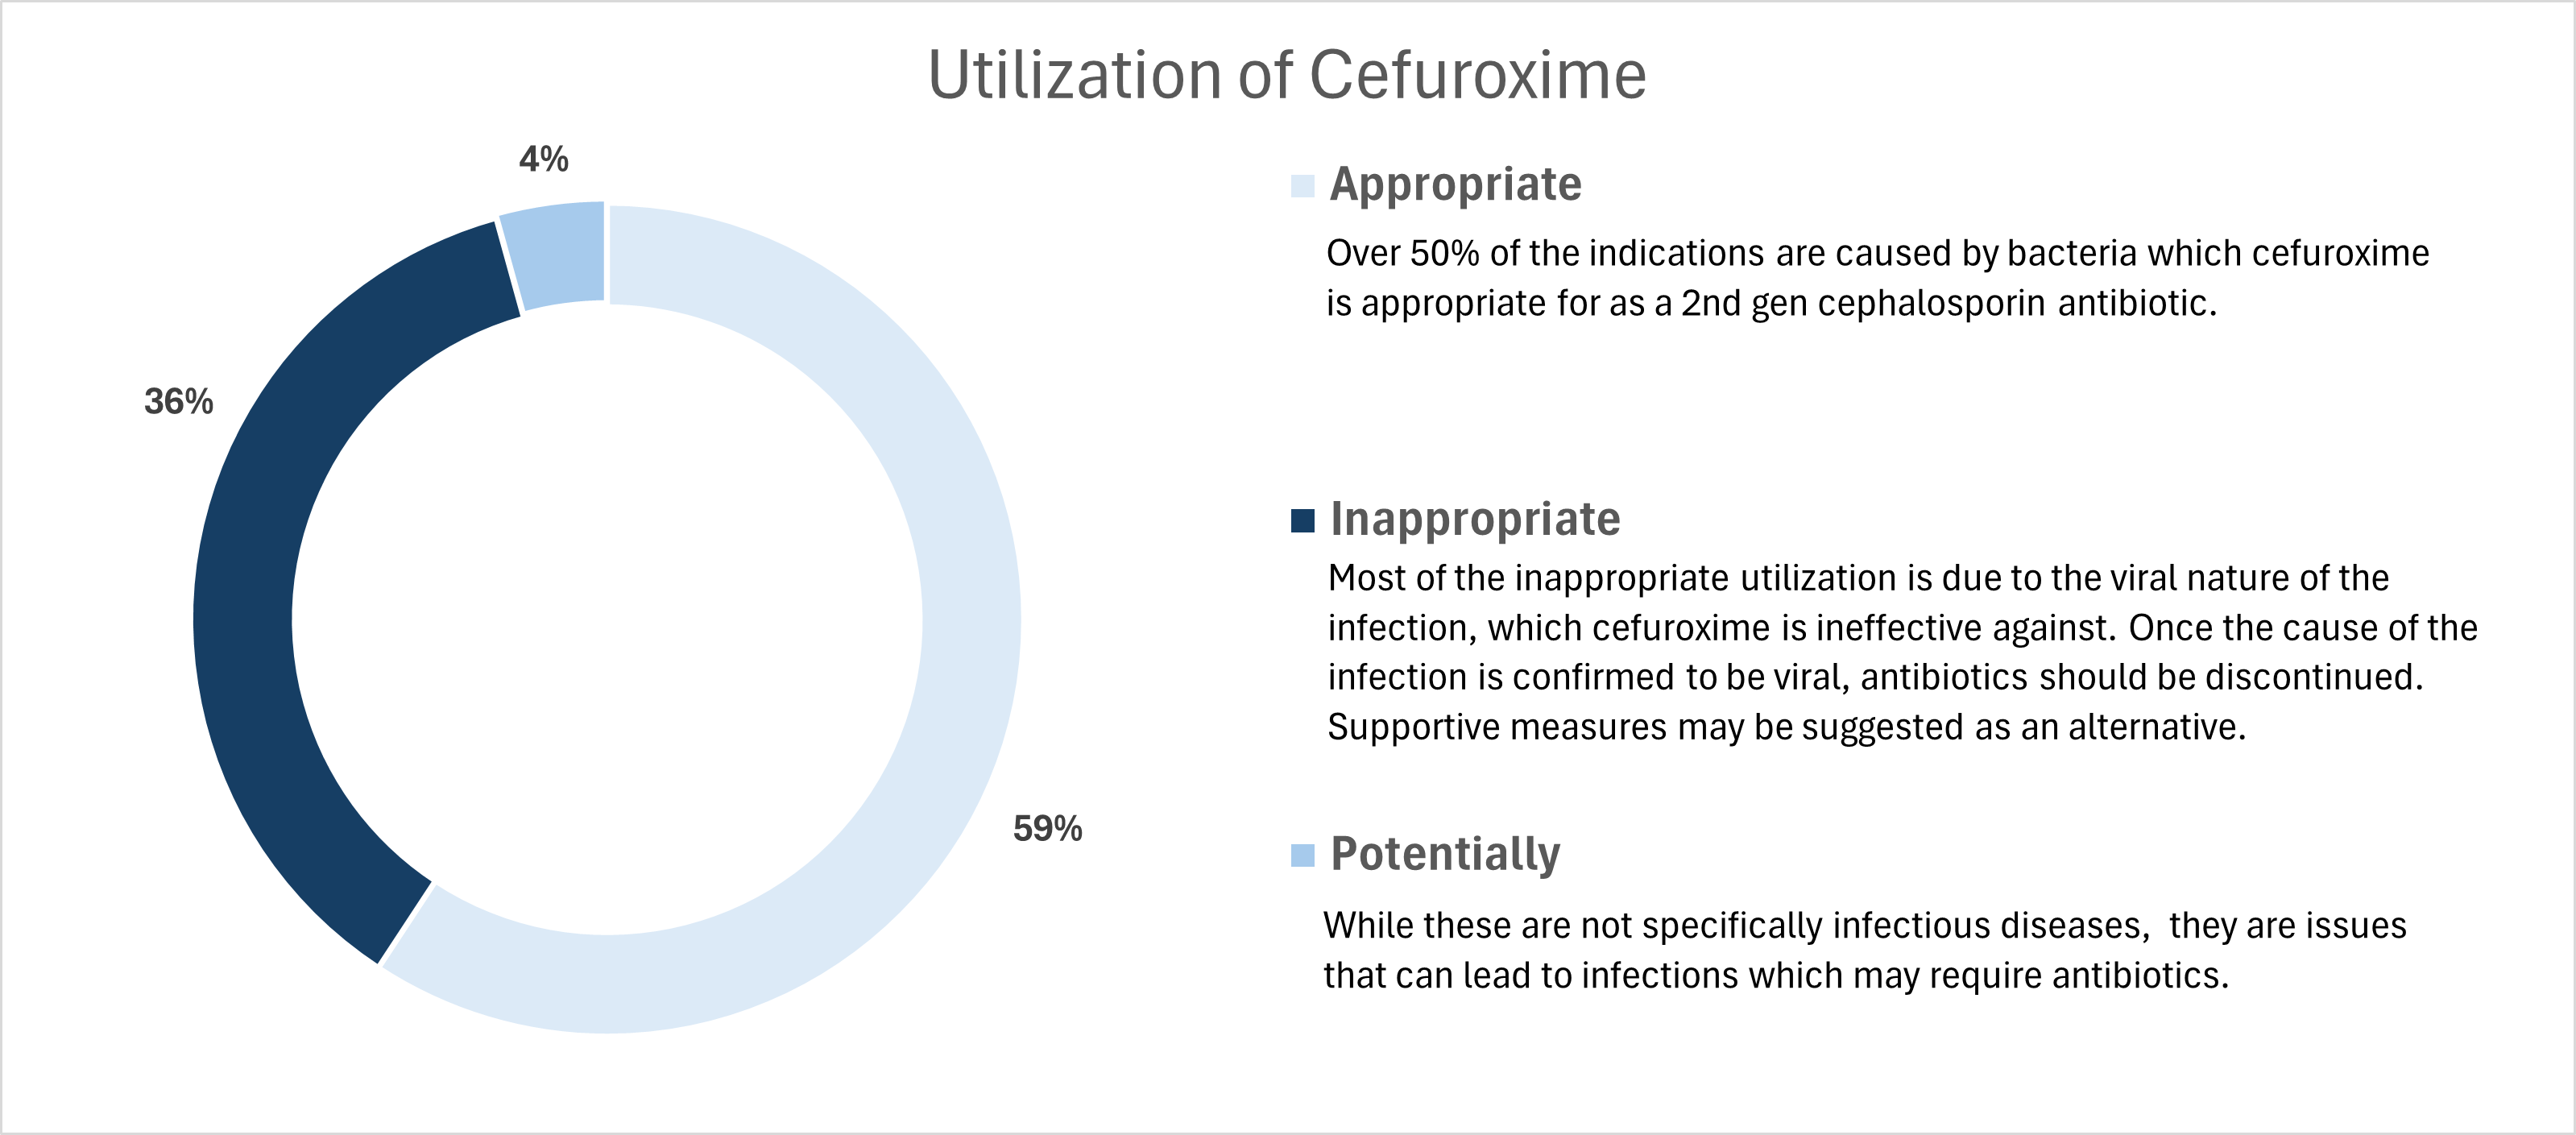 Utilization of Cefuroxime
4%
36%
59%
Appropriate
Over 50% of the indications are caused by bacteria which cefuroxime
is appropriate for as a 2nd gen cephalosporin antibiotic.
Inappropriate
Most of the inappropriate utilization is due to the viral nature of the
infection, which cefuroxime is ineffective against. Once the cause of the
infection is confirmed to be viral, antibiotics should be discontinued.
Supportive measures may be suggested as an alternative.
Potentially
While these are not specifically infectious diseases,  they are issues
that can lead to infections which may require antibiotics.